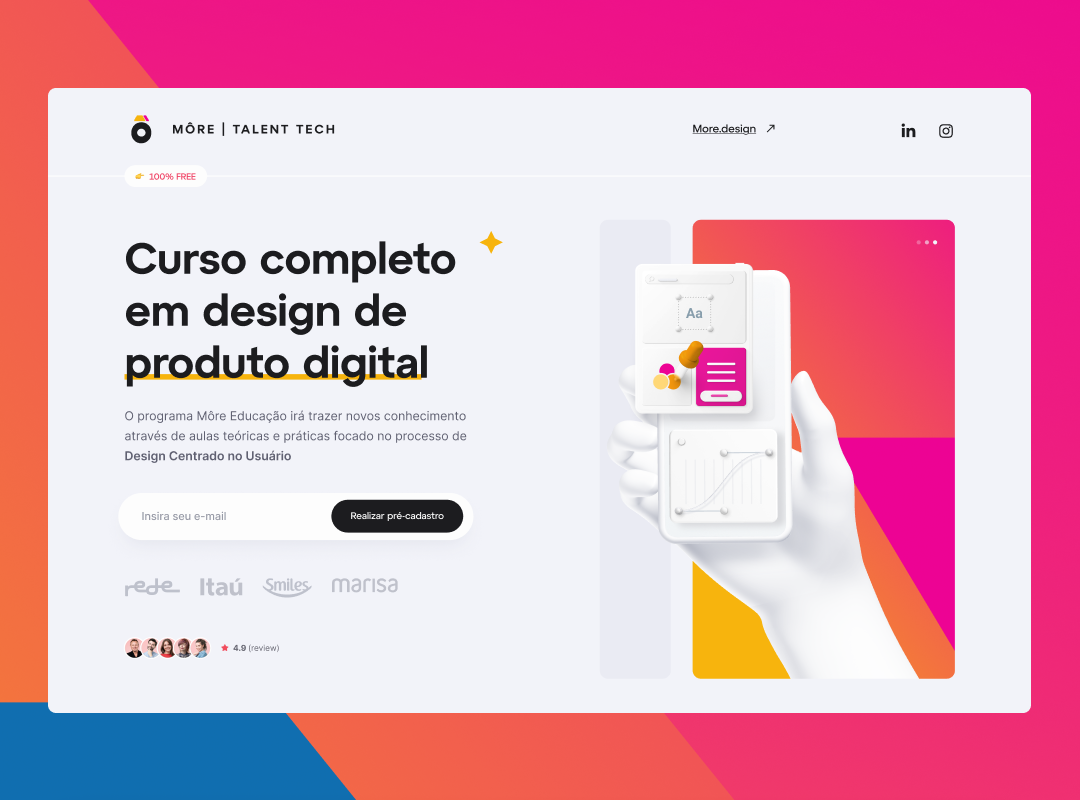 MÔRE | TALENT TECH
More.design
in
100% FREE
Curso completo
em design de
produto digital
O programa Môre Educação irá trazer novos conhecimento
através de aulas teóricas e práticas focado no processo de
Design Centrado no Usuário
Insira seu e-mail
Realizar pré-cadastro
rede Itaú Smiles marisa
4.9 (review)
Aa